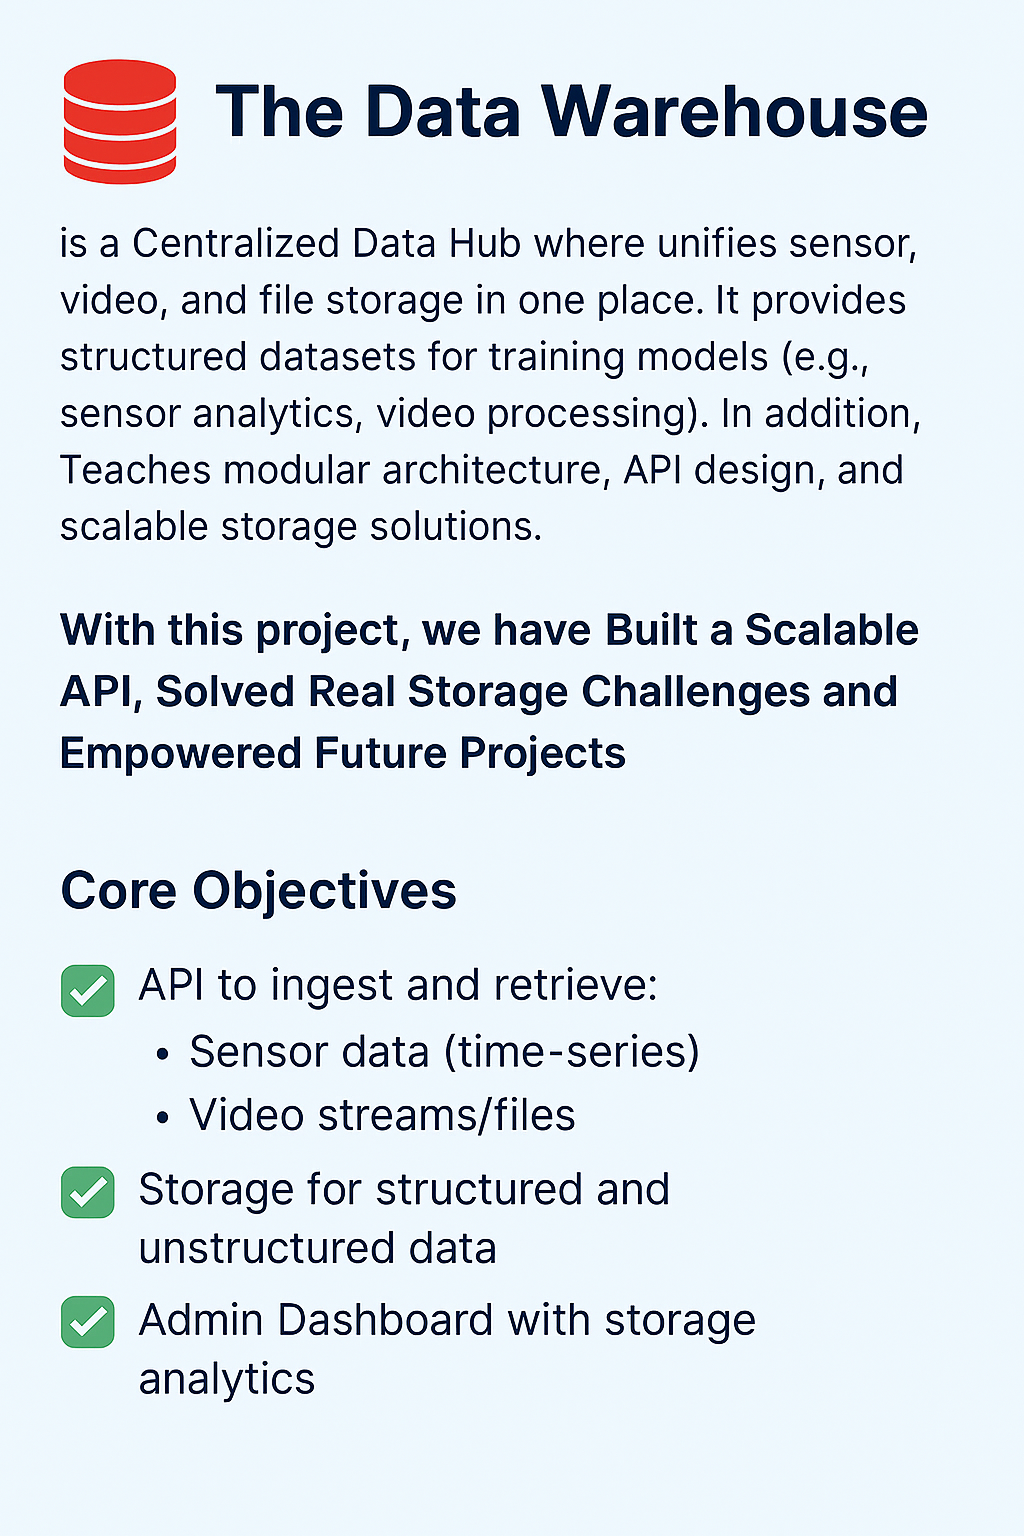 The Data Warehouse
is a Centralized Data Hub where unifies sensor,
video, and file storage in one place. It provides
structured datasets for training models (e.g.,
sensor analytics, video processing). In addition,
Teaches modular architecture, API design, and
scalable storage solutions.
With this project, we have Built a Scalable
API, Solved Real Storage Challenges and
Empowered Future Projects
Core Objectives
API to ingest and retrieve:
• Sensor data (time-series)
• Video streams/files
Storage for structured and
unstructured data
Admin Dashboard with storage
analytics